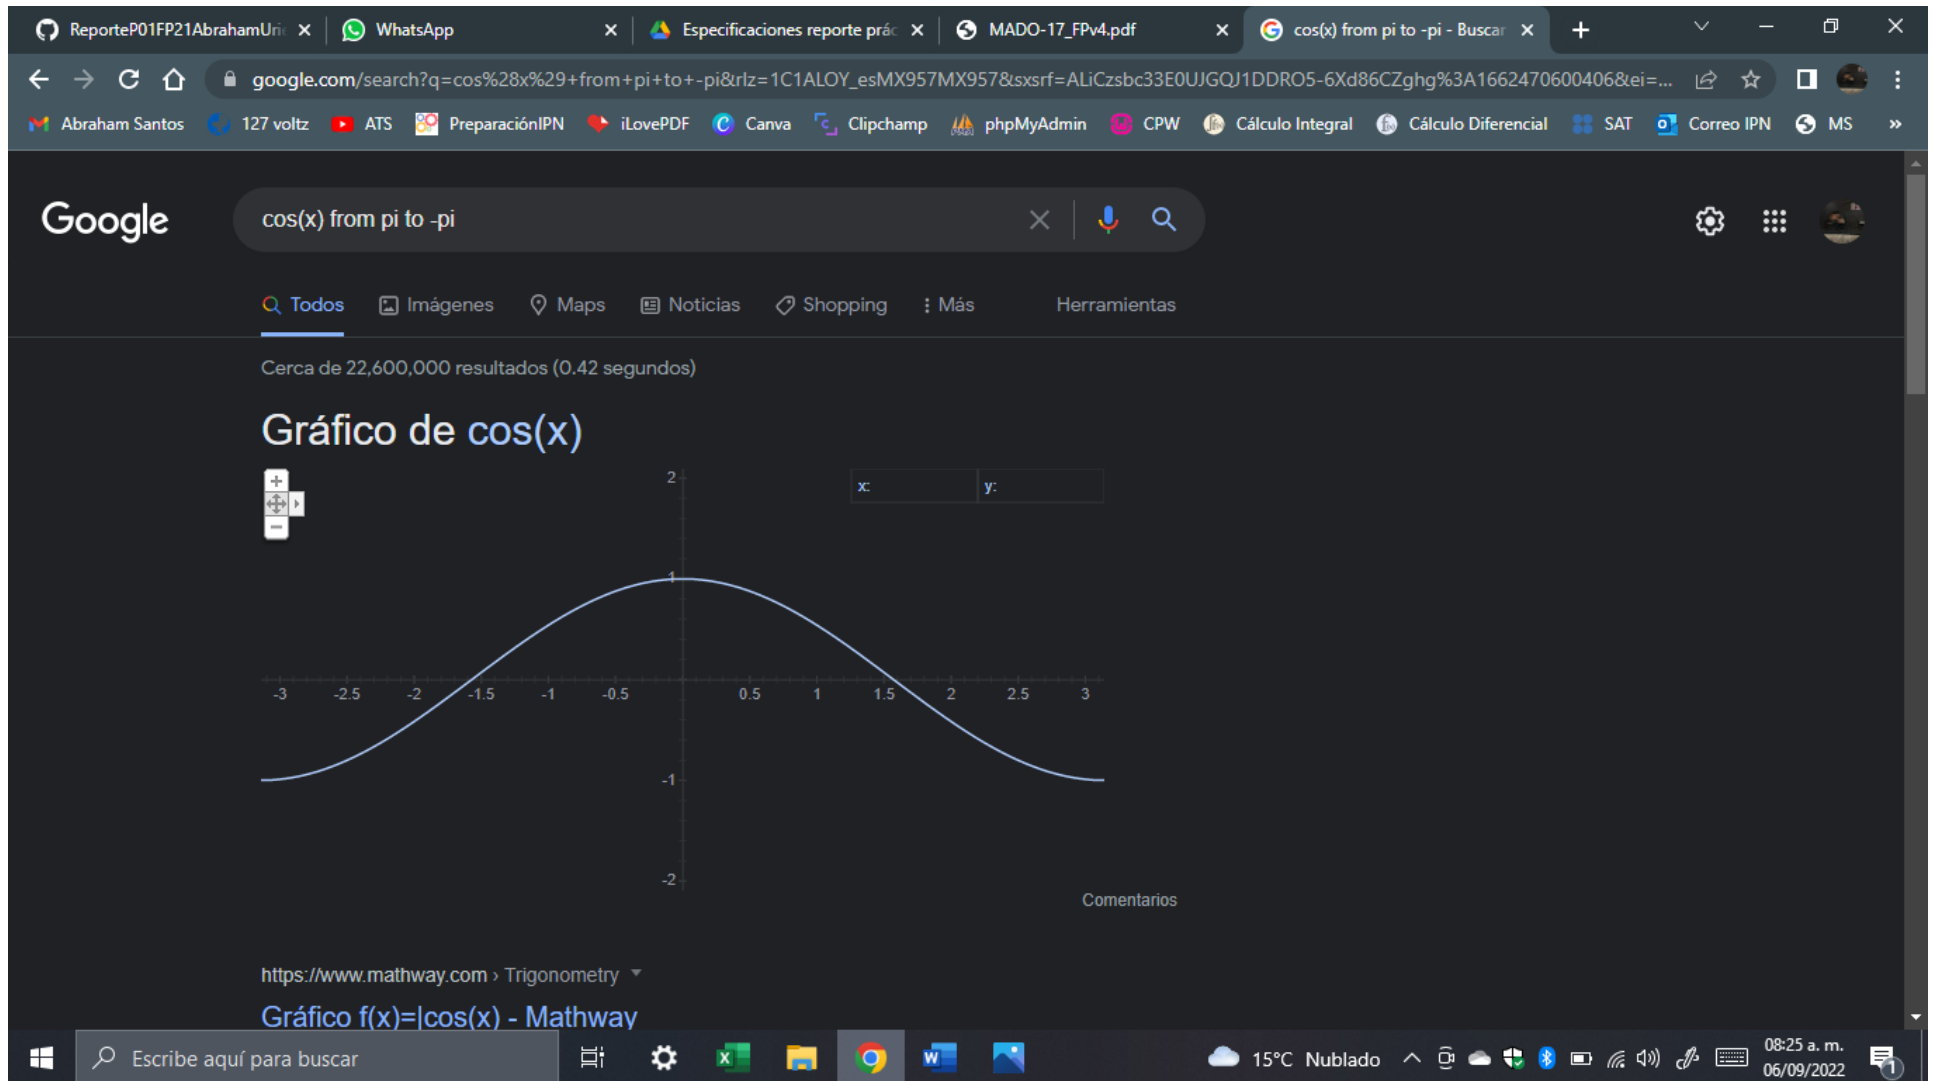 ReporteP01FP21AbrahamUri
WhatsApp
Especificaciones reporte prác
MADO-17_FPv4.pdf
cos(x) from pi to -pi - Buscar
google.com/search?q=cos%28x%29+from+pi+to+-pi&rlz=1C1ALOY_esMX957MX957&sxsrf=ALiCzsbc33E0UJGQJ1DDRO5-6Xd86CZghg%3A1662470600406&ei=...
Abraham Santos
127 voltz
ATS
PreparaciónIPN
iLovePDF
Canva
Clipchamp
phpMyAdmin
CPW
Cálculo Integral
Cálculo Diferencial
SAT
Correo IPN
MS
»
Google
cos(x) from pi to -pi
Todos
Imágenes
Maps
Noticias
Shopping
Más
Herramientas
Cerca de 22,600,000 resultados (0.42 segundos)
Gráfico de cos(x)
x:
y:
2
1
-3 -2.5 -2 -1.5 -1 -0.5 0.5 1 1.5 2 2.5 3
-1
-2
Comentarios
https://www.mathway.com › Trigonometry
Gráfico f(x)=|cos(x) - Mathway
Escribe aquí para buscar
15°C Nublado
08:25 a. m.
06/09/2022
1